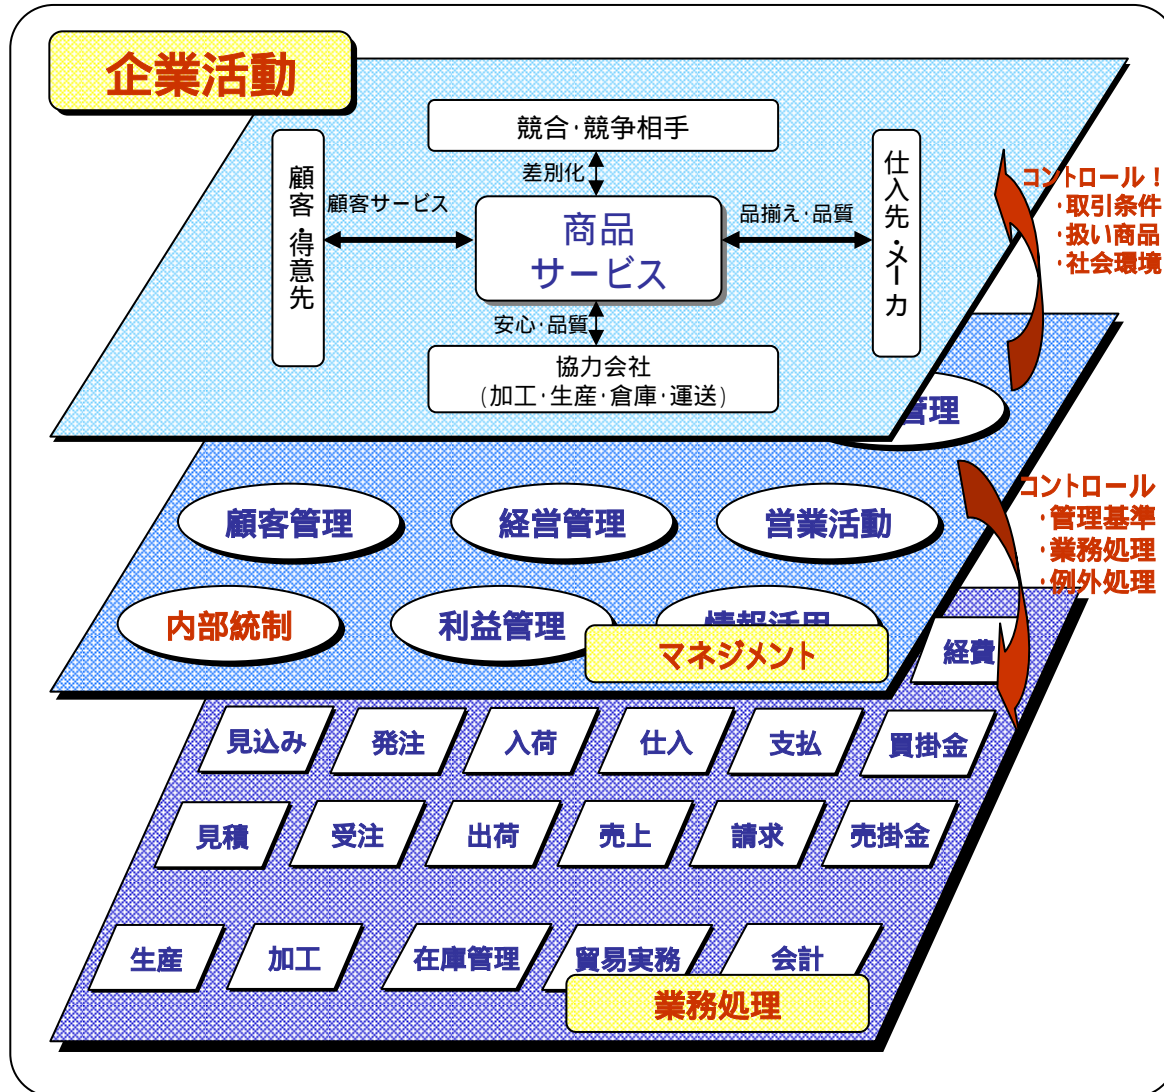 企業活動
競合・競争相手
差別化
顧客・得意先
顧客サービス
商品
サービス
品揃え・品質
仕入先・メーカ
安心・品質
協力会社
(加工・生産・倉庫・運送)
コントロール！
・取引条件
・扱い商品
・社会環境
管理
顧客管理
経営管理
営業活動
コントロール
・管理基準
・業務処理
・例外処理
内部統制
利益管理
情報活用
マネジメント
経費
見込み
発注
入荷
仕入
支払
買掛金
見積
受注
出荷
売上
請求
売掛金
生産
加工
在庫管理
貿易実務
会計
業務処理